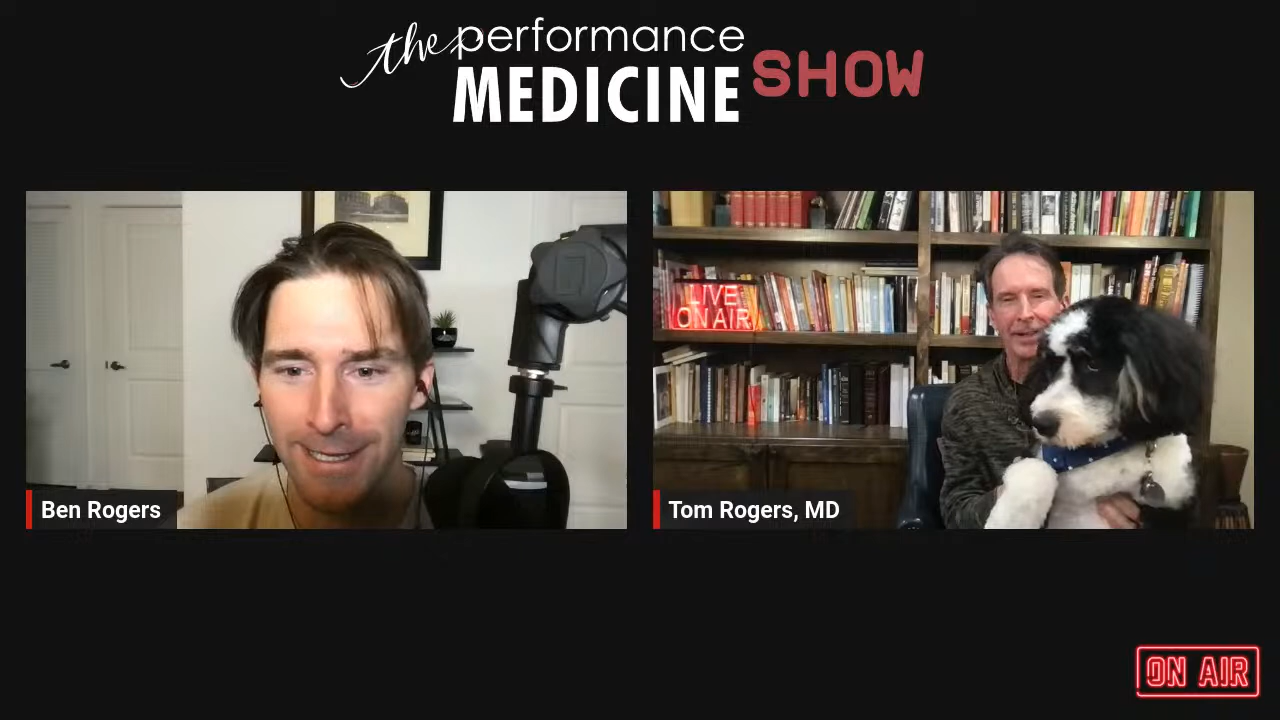 the performance
MEDICINE SHOW
LIVE
ON AIR
Ben Rogers
Tom Rogers, MD
ON AIR